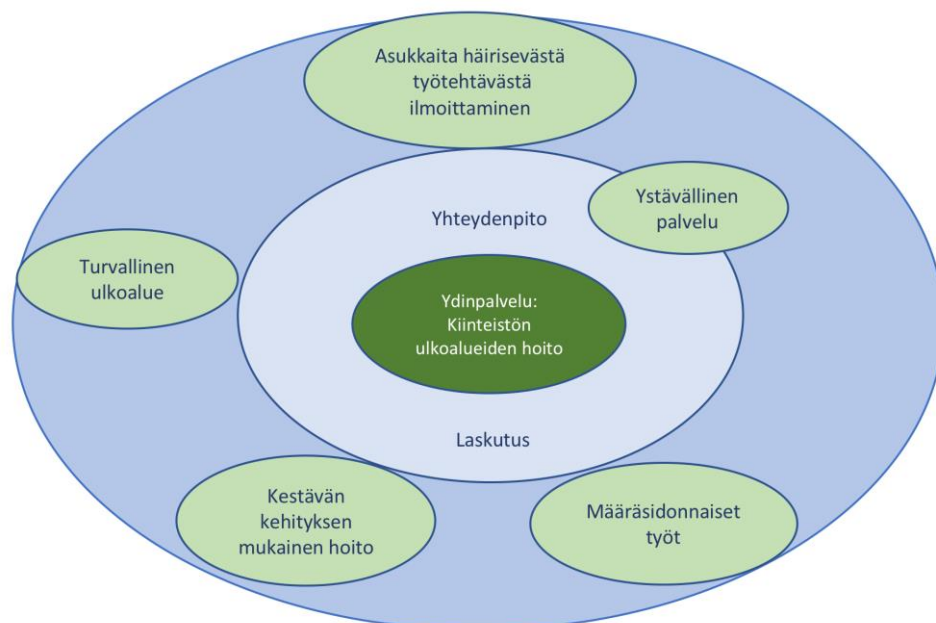 Asukkaita häirisevästä
työtehtävästä
ilmoittaminen
Ystävällinen
palvelu
Yhteydenpito
Turvallinen
ulkoalue
Ydinpalvelu:
Kiinteistön
ulkoalueiden hoito
Laskutus
Kestävän
kehityksen
mukainen hoito
Määräsidonnaiset
työt